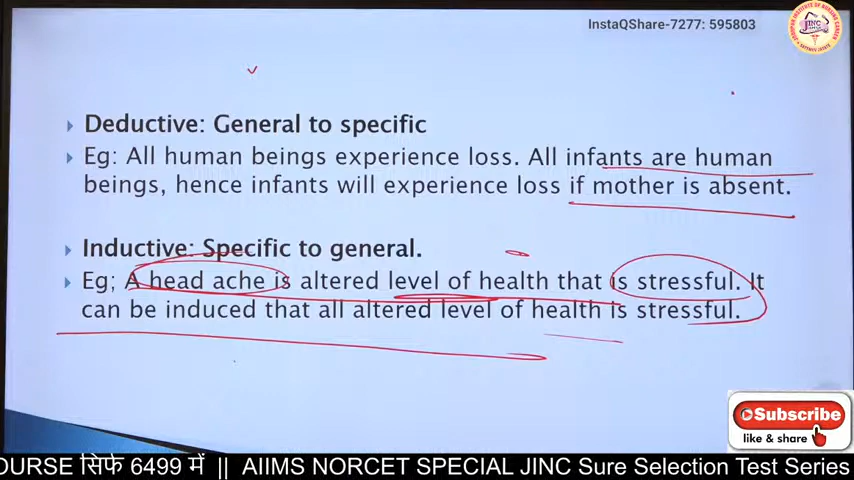 InstaQShare-7277: 595803
JINC
Deductive: General to specific
Eg: All human beings experience loss. All infants are human
beings, hence infants will experience loss if mother is absent.
Inductive: Specific to general.
Eg; A head ache is altered level of health that is stressful. It
can be induced that all altered level of health is stressful.
Subscribe
like & share
OURSE सिर्फ 6499 में || AIIMS NORCET SPECIAL JINC Sure Selection Test Series